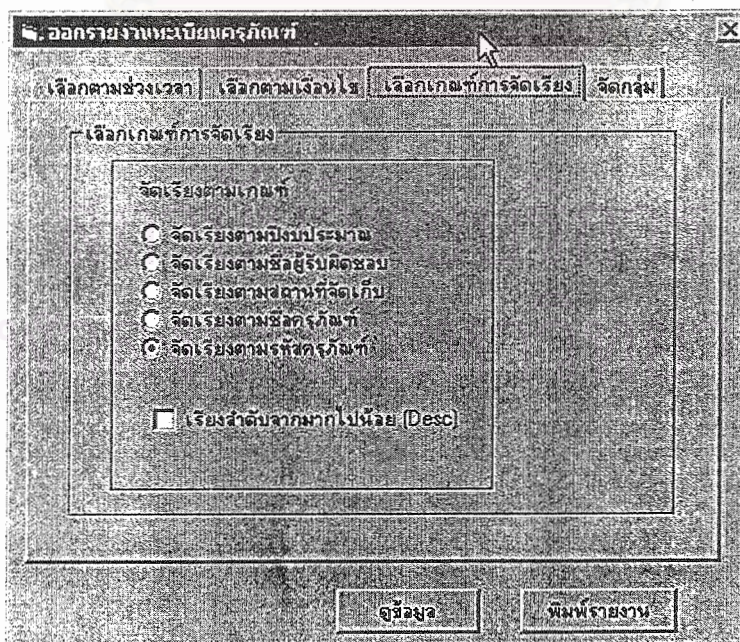 ออกรายงานทะเบียนครุภัณฑ์
เลือกตามช่วงเวลา เลือกตามเงื่อนไข เลือกเกณฑ์การจัดเรียง จัดกลุ่ม
เลือกเกณฑ์การจัดเรียง
จัดเรียงตามเกณฑ์
จัดเรียงตามปีงบประมาณ
จัดเรียงตามชื่อผู้รับผิดชอบ
จัดเรียงตามสถานที่จัดเก็บ
จัดเรียงตามชื่อครุภัณฑ์
จัดเรียงตามรหัสครุภัณฑ์
เรียงลำดับจากมากไปน้อย (Desc)
ดูข้อมูล พิมพ์รายงาน